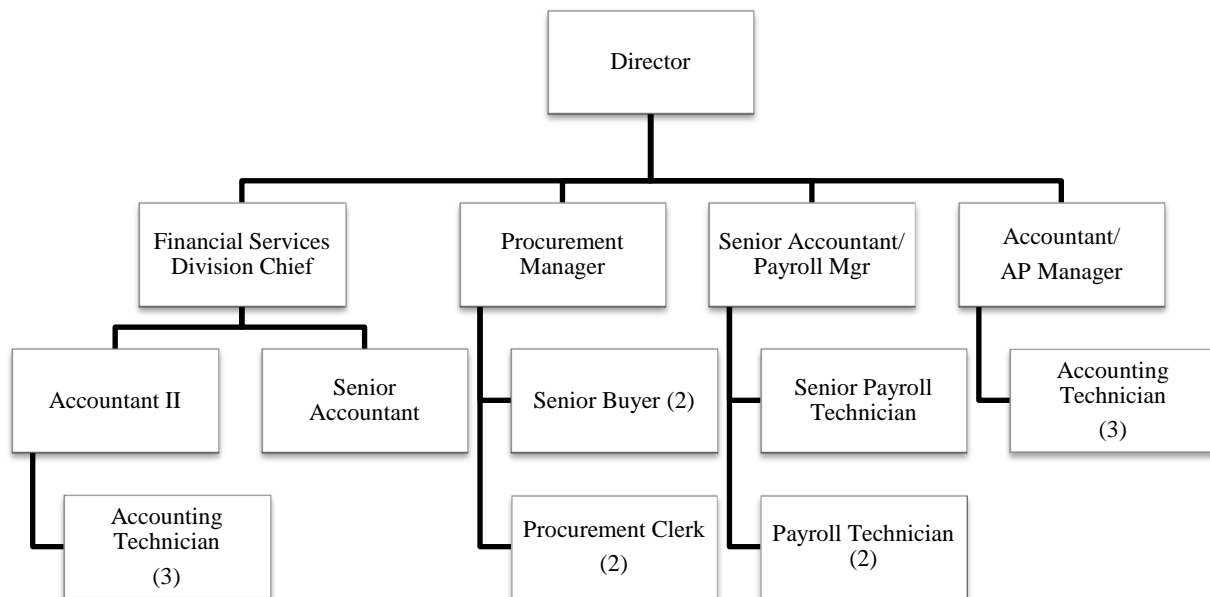 Director
Financial Services
Division Chief
Procurement
Manager
Senior Accountant/
Payroll Mgr
Accountant/
AP Manager
Accountant II
Senior
Accountant
Senior Buyer (2)
Senior Payroll
Technician
Accounting
Technician
(3)
Accounting
Technician
(3)
Procurement Clerk
(2)
Payroll Technician
(2)